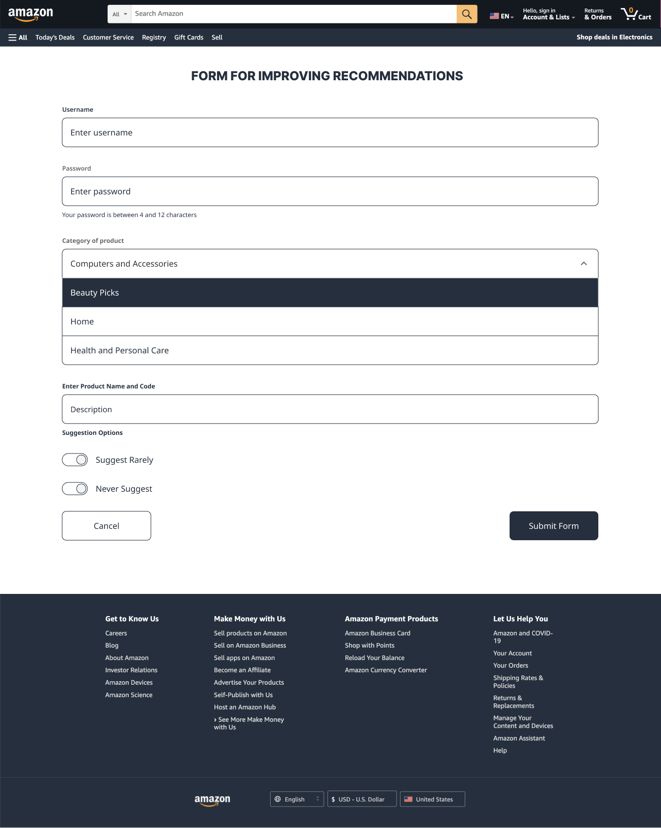 amazon
All
Search Amazon
EN
Hello, sign in
Account & Lists
Returns
& Orders
0
Cart
All
Today's Deals
Customer Service
Registry
Gift Cards
Sell
Shop deals in Electronics
FORM FOR IMPROVING RECOMMENDATIONS
Username
Enter username
Password
Enter password
Your password is between 4 and 12 characters
Category of product
Computers and Accessories
Beauty Picks
Home
Health and Personal Care
Enter Product Name and Code
Description
Suggestion Options
Suggest Rarely
Never Suggest
Cancel
Submit Form
Get to Know Us
Careers
Blog
About Amazon
Investor Relations
Amazon Devices
Amazon Science
Make Money with Us
Sell products on Amazon
Sell on Amazon Business
Sell apps on Amazon
Become an Affiliate
Advertise Your Products
Self-Publish with Us
Host an Amazon Hub
› See More Make Money
with Us
Amazon Payment Products
Amazon Business Card
Shop with Points
Reload Your Balance
Amazon Currency Converter
Let Us Help You
Amazon and COVID-
19
Your Account
Your Orders
Shipping Rates &
Policies
Returns &
Replacements
Manage Your
Content and Devices
Amazon Assistant
Help
amazon
English
$ USD - U.S. Dollar
United States